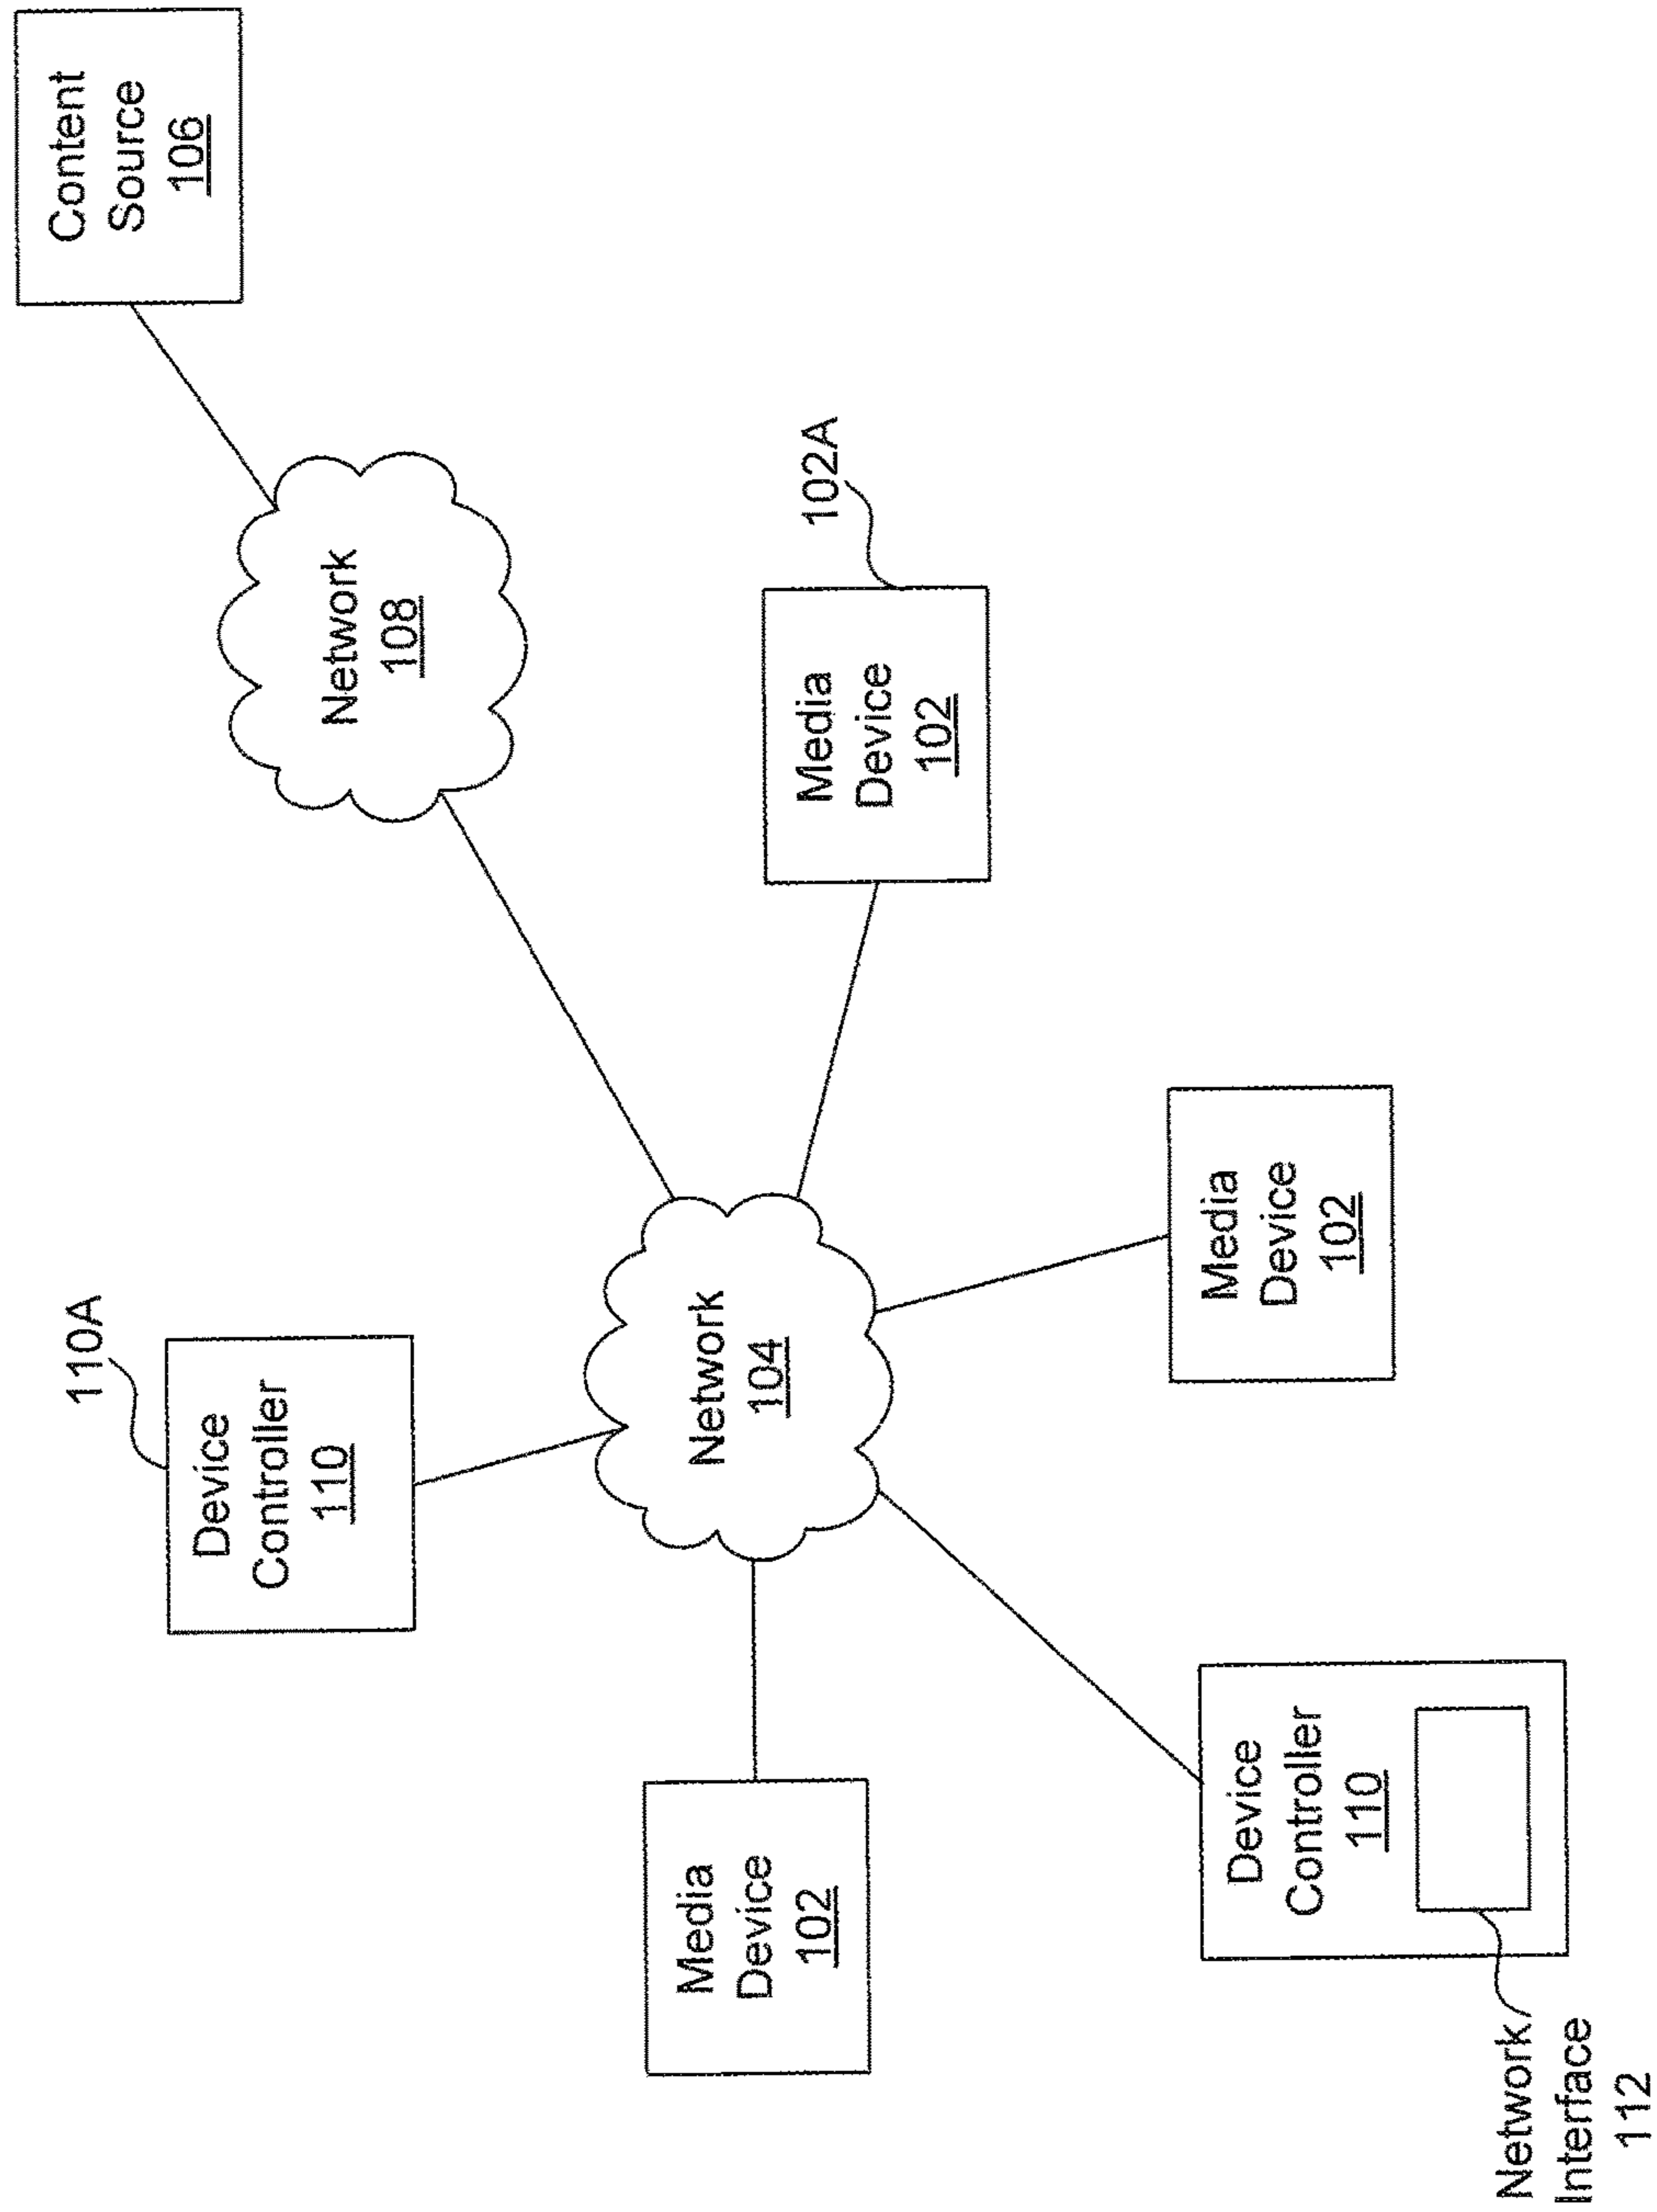 Content
Source
106
Network
108
102A
Media
Device
102
110A
Device
Controller
110
Network
104
Media
Device
102
Media
Device
102
Device
Controller
110
Network
Interface
112